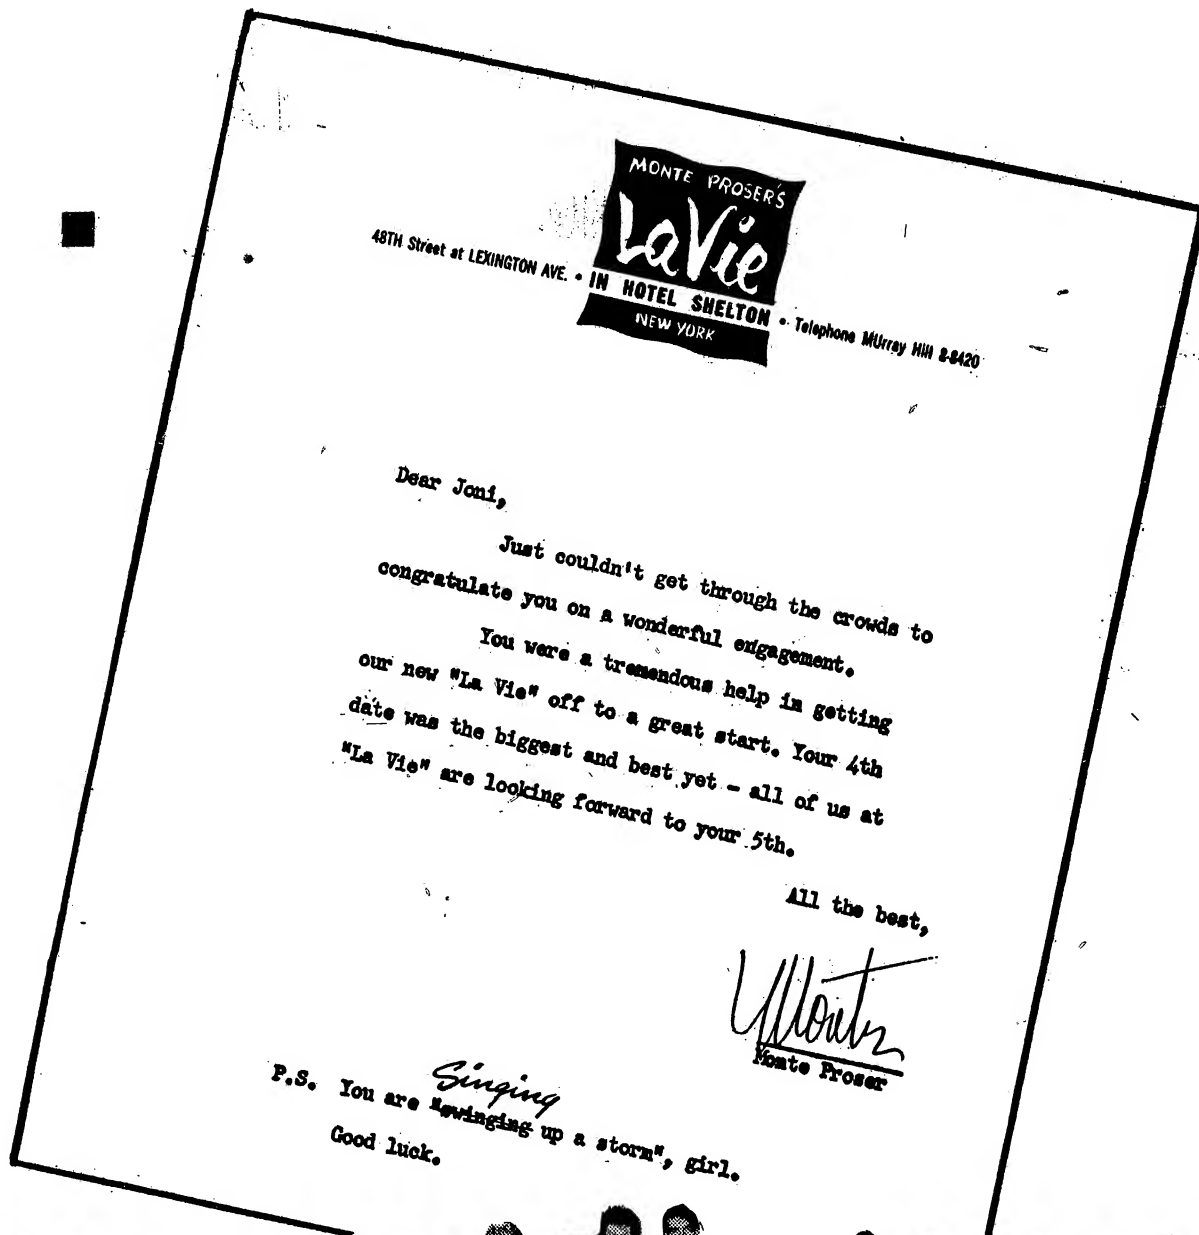 MONTE PROSER'S
La Vie
48TH Street at LEXINGTON AVE. • IN HOTEL SHELTON • Telephone MUrray Hill 8-8420
NEW YORK
Dear Joni,
Just couldn't get through the crowds to
congratulate you on a wonderful engagement.
You were a tremendous help in getting
our new "La Vie" off to a great start. Your 4th
date was the biggest and best yet - all of us at
"La Vie" are looking forward to your 5th.
All the best,
Monte
Monte Proser
Singing
P.S. You are "swinging up a storm", girl.
Good luck.